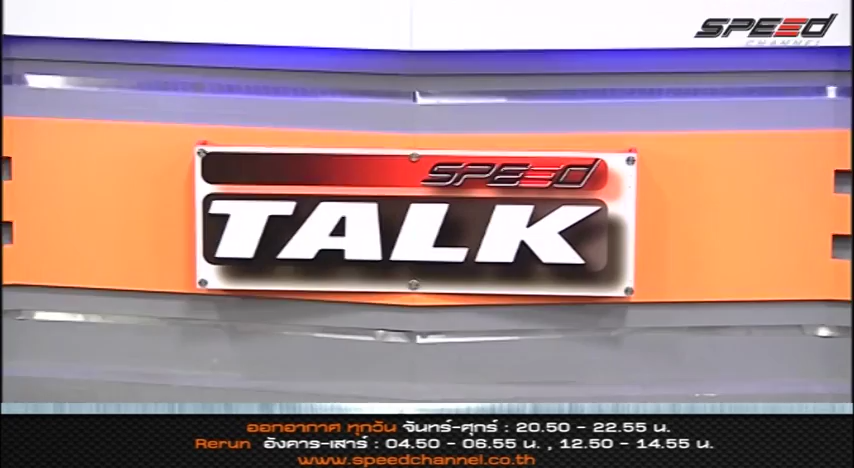 SPEED
CHANNEL
SPEED
TALK
ออกอากาศ ทุกวัน จันทร์-ศุกร์ : 20.50 - 22.55 น.
Rerun อังคาร-เสาร์ : 04.50 - 06.55 น. , 12.50 - 14.55 น.
www.speedchannel.co.th